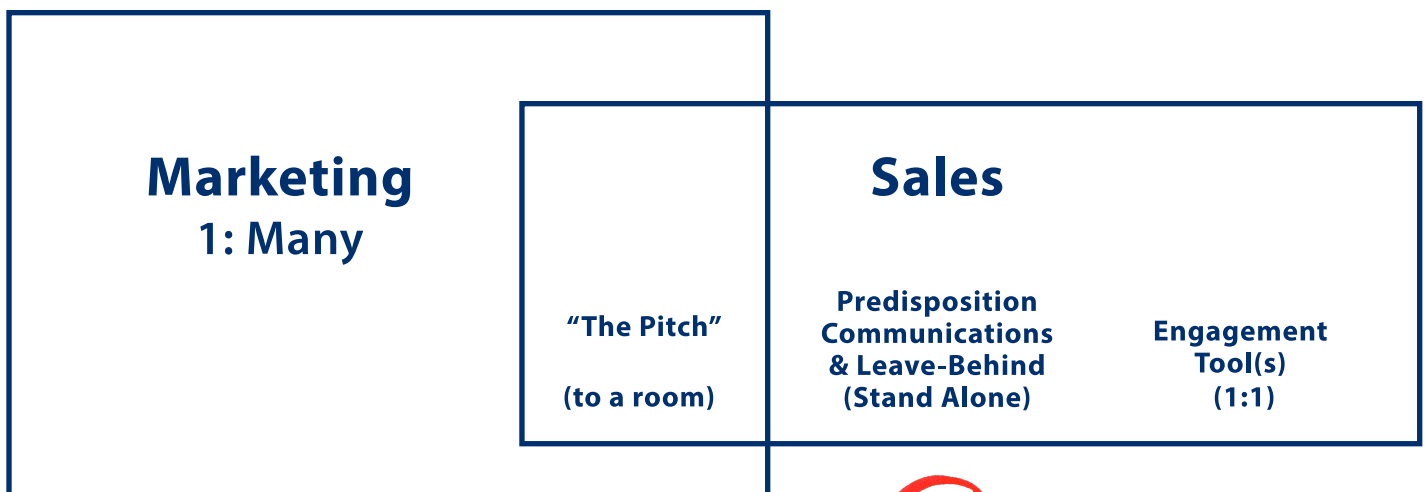 Marketing
1: Many
Sales
“The Pitch”
(to a room)
Predisposition
Communications
& Leave-Behind
(Stand Alone)
Engagement
Tool(s)
(1:1)